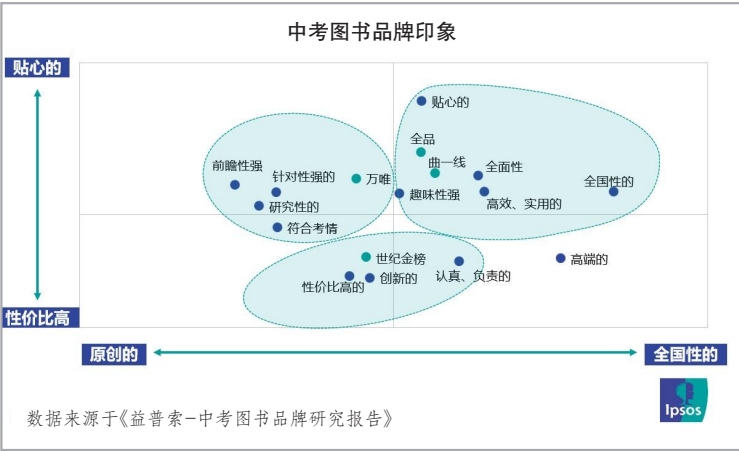 中考图书品牌印象
贴心的
贴心的
全品
曲一线
前瞻性强
针对性强的
万唯
全面性
全国性的
研究性的
趣味性强
高效、实用的
符合考情
世纪金榜
高端的
性价比高的
创新的
认真、负责的
性价比高
原创的
全国性的
Ipsos
数据来源于《益普索-中考图书品牌研究报告》